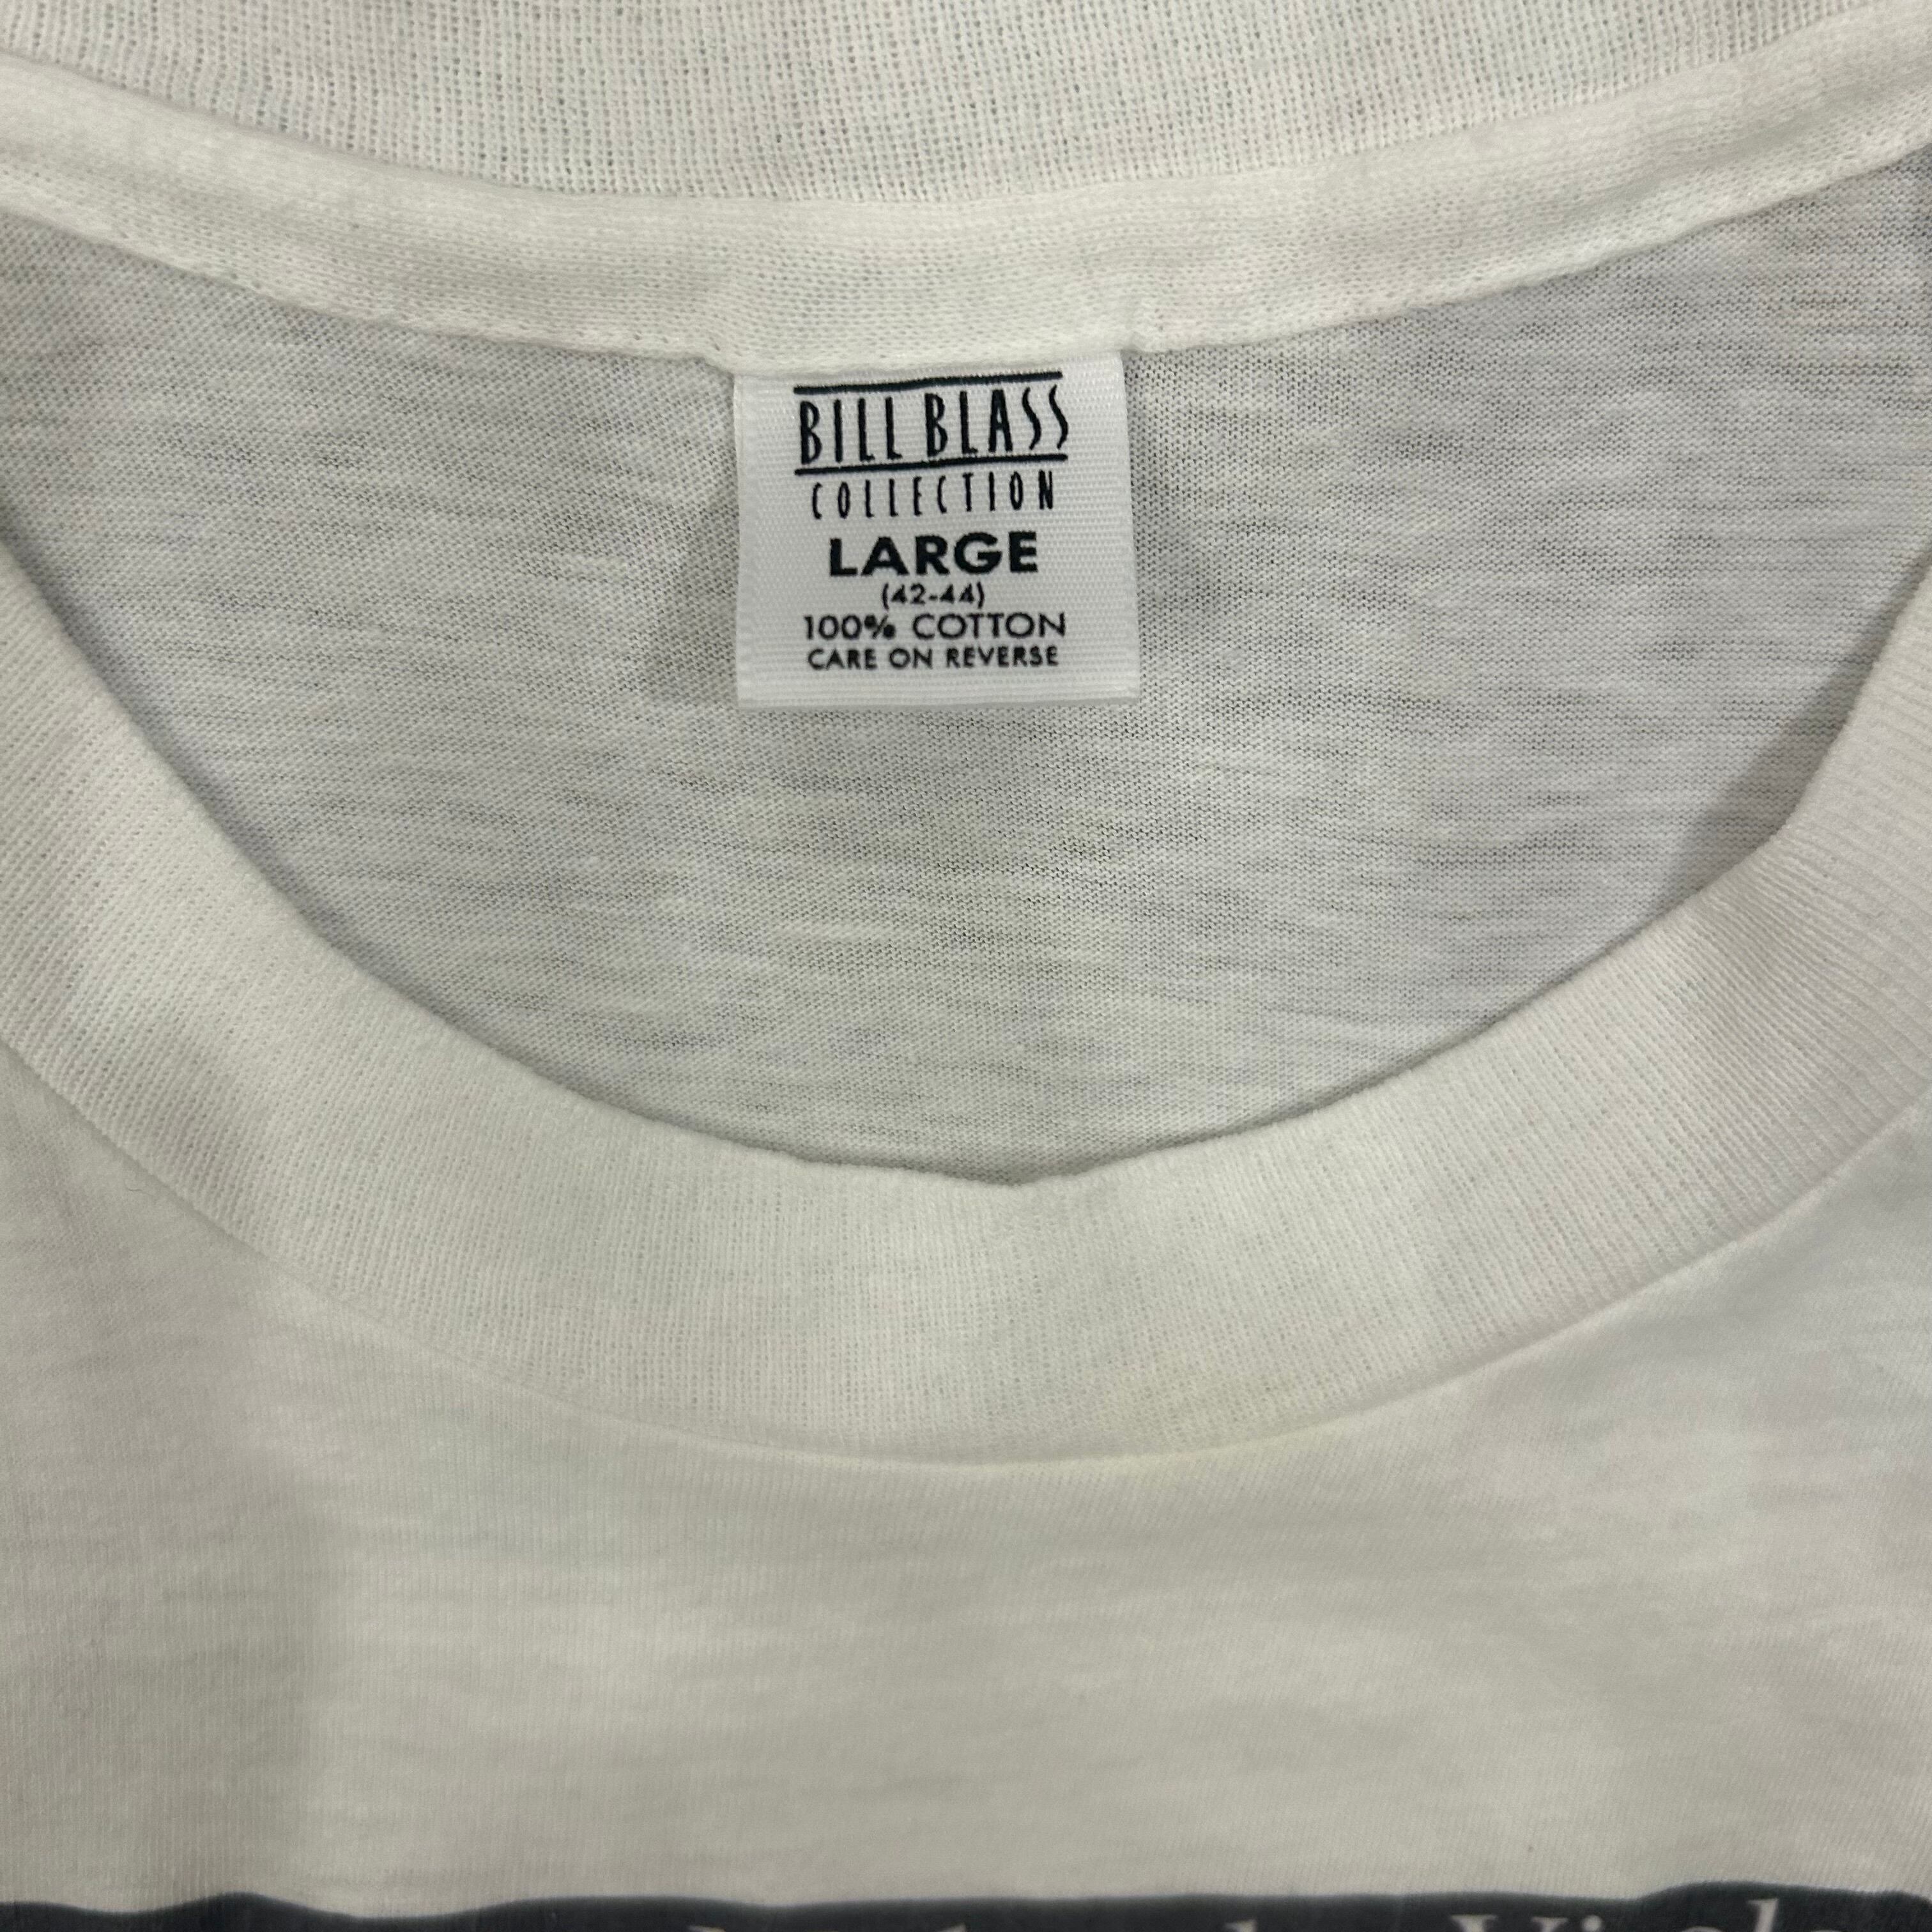 BILL BLASS
COLLECTION
LARGE
(42-44)
100% COTTON
CARE ON REVERSE